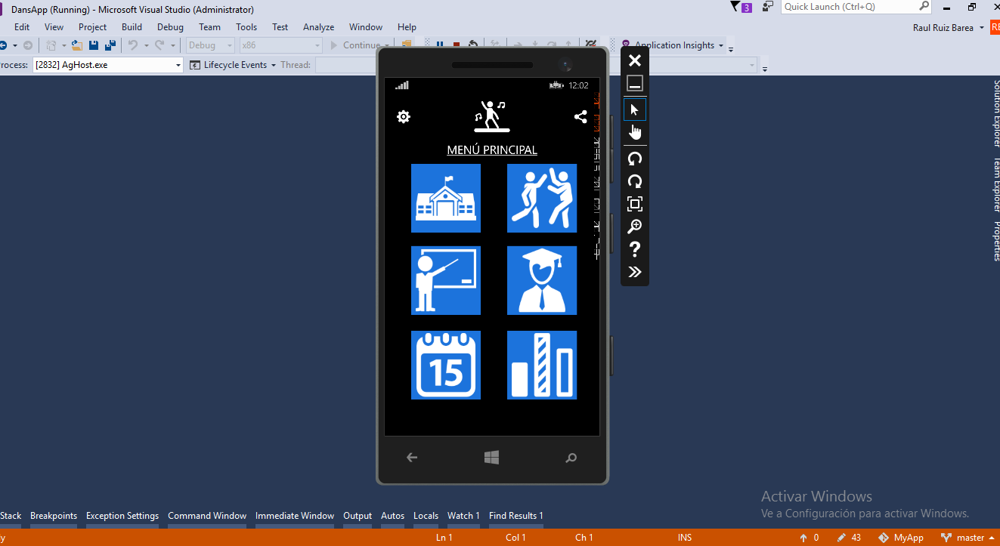 DansApp (Running) - Microsoft Visual Studio (Administrator)
3
Quick Launch (Ctrl+Q)
Edit View Project Build Debug Team Tools Test Analyze Window Help
Raul Ruiz Barea
RE
Debug x86 Continue Application Insights
rocess: [2832] AgHost.exe Lifecycle Events Thread:
12:02
MENÚ PRINCIPAL
15
?
Solution Explorer
Team Explorer
Properties
Activar Windows
Ve a Configuración para activar Windows.
Stack Breakpoints Exception Settings Command Window Immediate Window Output Autos Locals Watch 1 Find Results 1
ly Ln 1 Col 1 Ch 1 INS 0 43 MyApp master